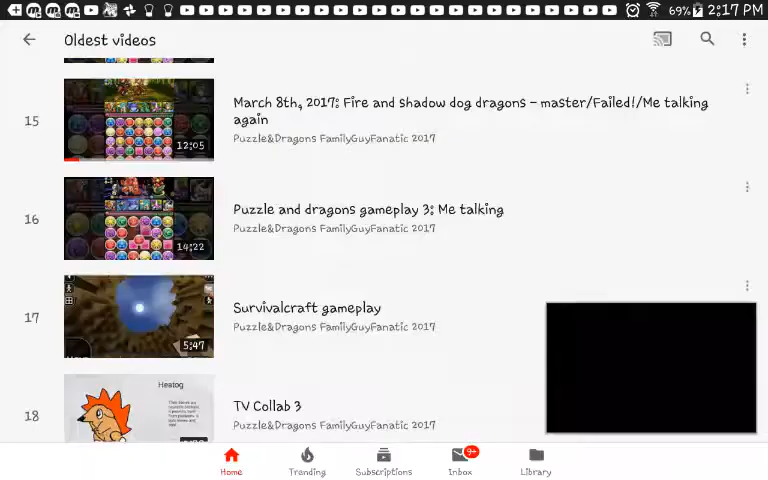 69% 2:17 PM
Oldest videos
15
12:05
March 8th, 2017: Fire and shadow dog dragons - master/Failed!/Me talking
again
Puzzle&Dragons FamilyGuyFanatic 2017
16
14:22
Puzzle and dragons gameplay 3: Me talking
Puzzle&Dragons FamilyGuyFanatic 2017
17
5:47
Survivalcraft gameplay
Puzzle&Dragons FamilyGuyFanatic 2017
18
Heatog
TV Collab 3
Puzzle&Dragons FamilyGuyFanatic 2017
Home
Trending
Subscriptions
9+
Inbox
Library